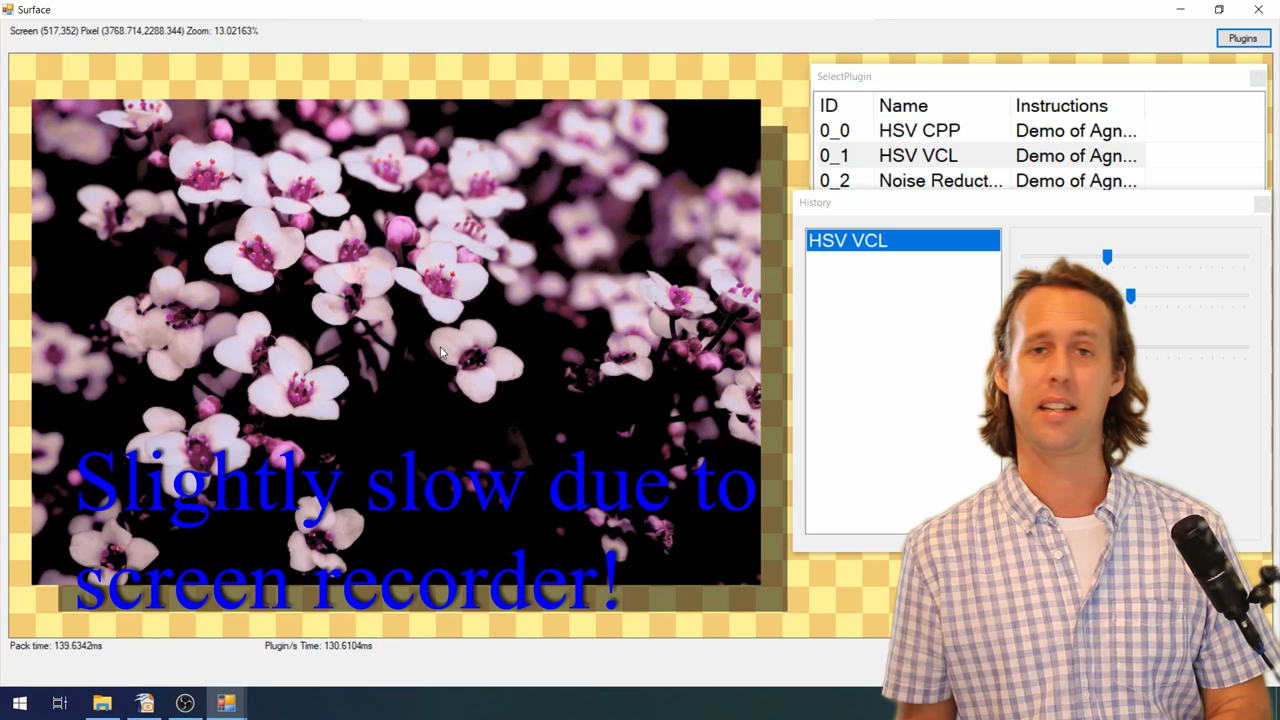 Surface
Screen (517,352) Pixel (3768.714,2288.344) Zoom: 13.02163%
Plugins
SelectPlugin
ID Name Instructions
0_0 HSV CPP Demo of Agn...
0_1 HSV VCL Demo of Agn...
0_2 Noise Reduct... Demo of Agn...
History
HSV VCL
Slightly slow due to
screen recorder!
Pack time: 139.6342ms Plugin/s Time: 130.6104ms